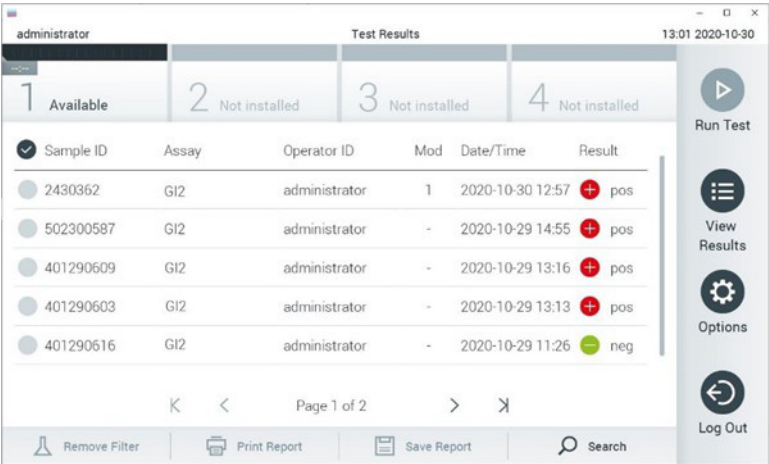 administrator Test Results 13:01 2020-10-30
--:--
1 Available 2 Not installed 3 Not installed 4 Not installed
Run Test
Sample ID Assay Operator ID Mod Date/Time Result
2430362 GI2 administrator 1 2020-10-30 12:57 pos
502300587 GI2 administrator - 2020-10-29 14:55 pos
View Results
401290609 GI2 administrator - 2020-10-29 13:16 pos
401290603 GI2 administrator - 2020-10-29 13:13 pos
Options
401290616 GI2 administrator - 2020-10-29 11:26 neg
Page 1 of 2
Log Out
Remove Filter Print Report Save Report Search